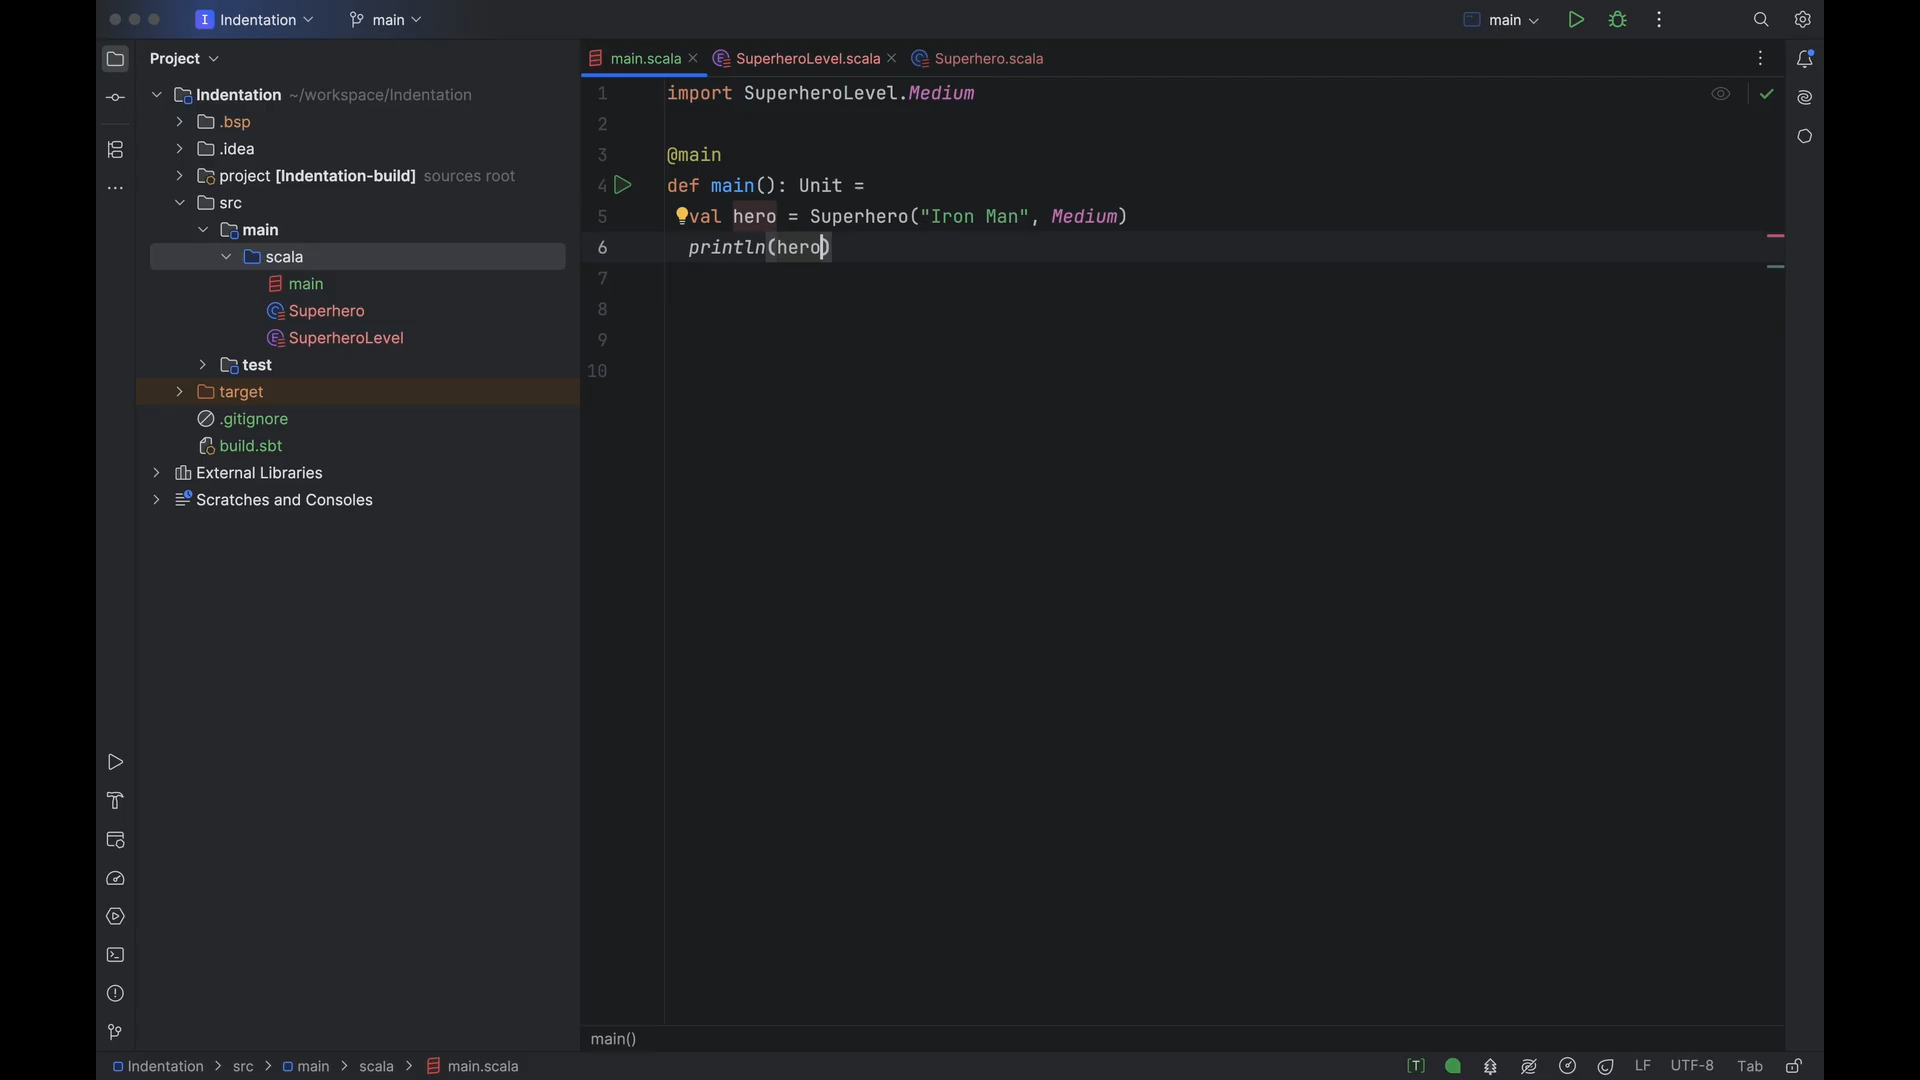 I Indentation main
main
Project
Indentation ~/workspace/Indentation
.bsp
.idea
project [Indentation-build] sources root
src
main
scala
main
Superhero
SuperheroLevel
test
target
.gitignore
build.sbt
External Libraries
Scratches and Consoles
main.scala SuperheroLevel.scala Superhero.scala
1 import SuperheroLevel.Medium
2
3 @main
4 def main(): Unit =
5 val hero = Superhero("Iron Man", Medium)
6 println(hero)
7
8
9
10
main()
Indentation > src > main > scala > main.scala
[T] LF UTF-8 Tab